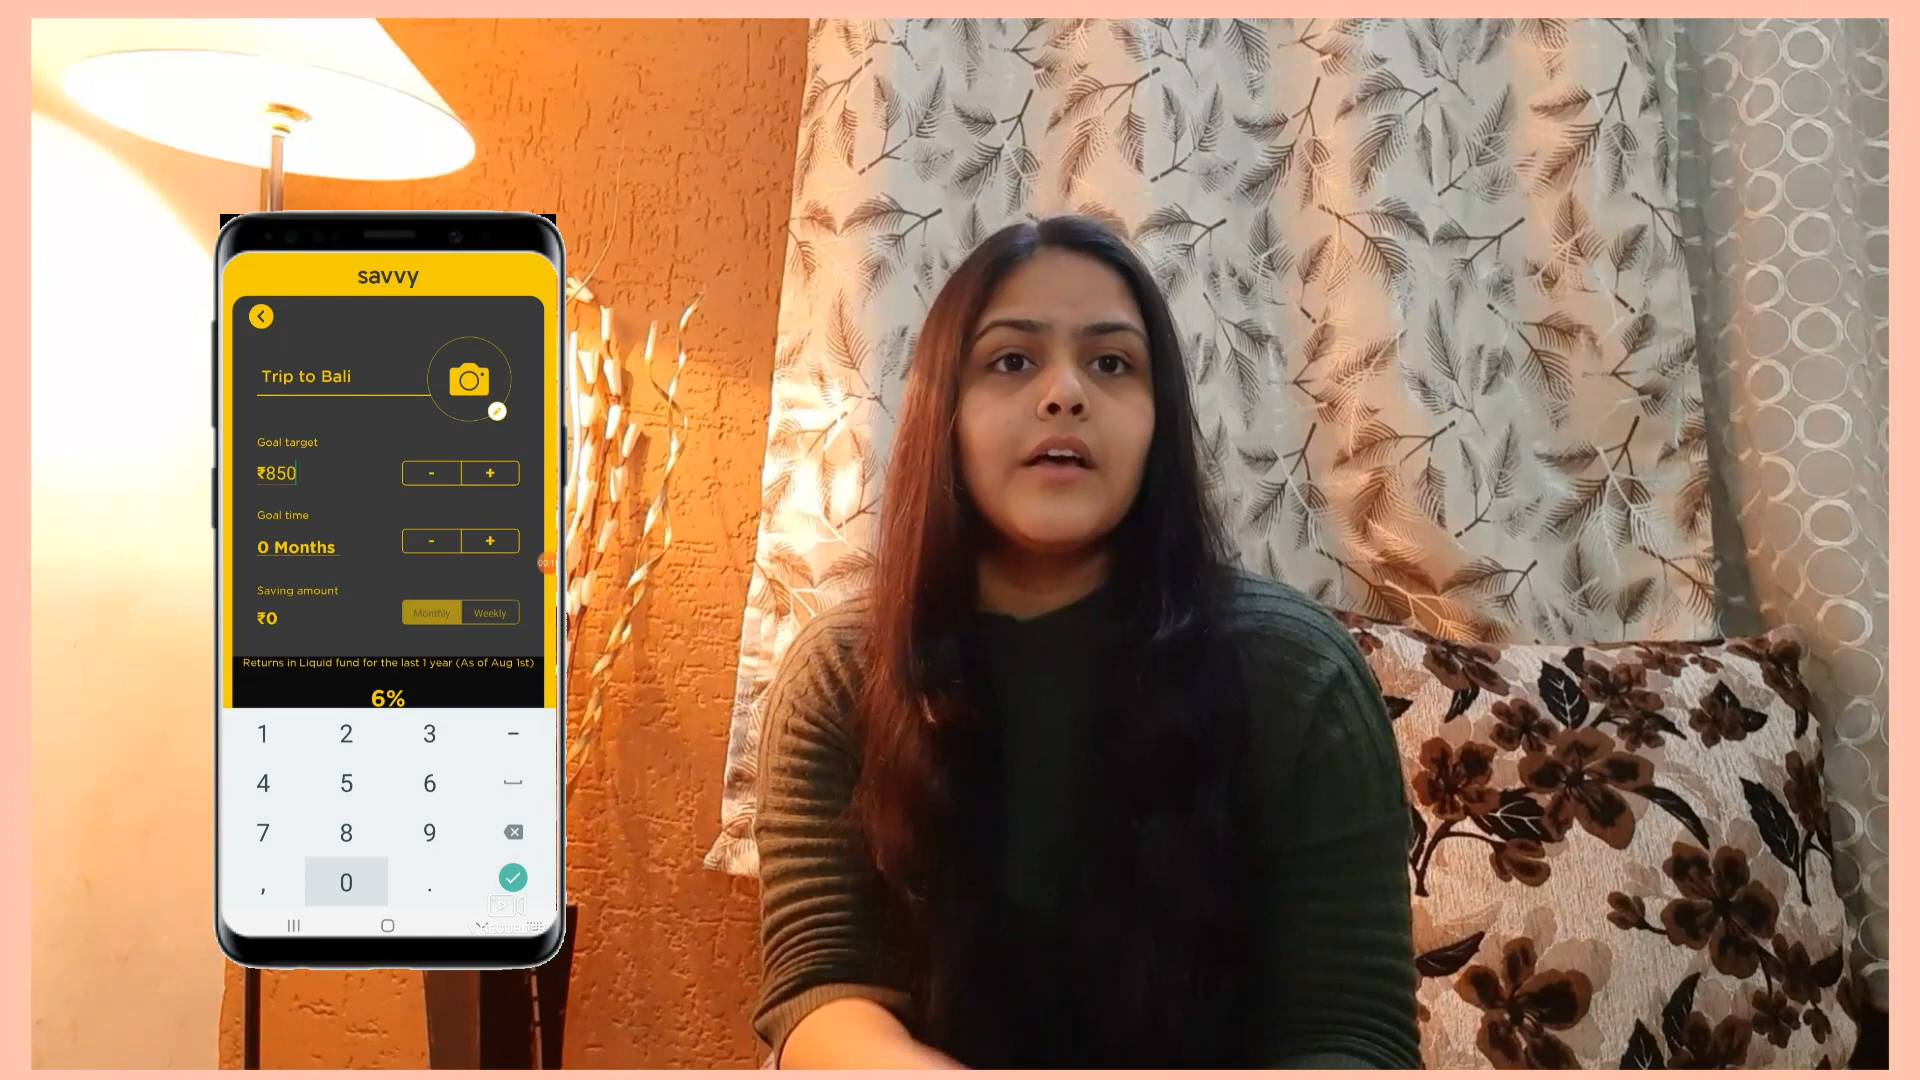 savvy
Trip to Bali
Goal target
₹850
- +
Goal time
0 Months
- +
00:1
Saving amount
₹0
Monthly Weekly
Returns in Liquid fund for the last 1 year (As of Aug 1st)
6%
1 2 3 -
4 5 6
7 8 9
, 0 .